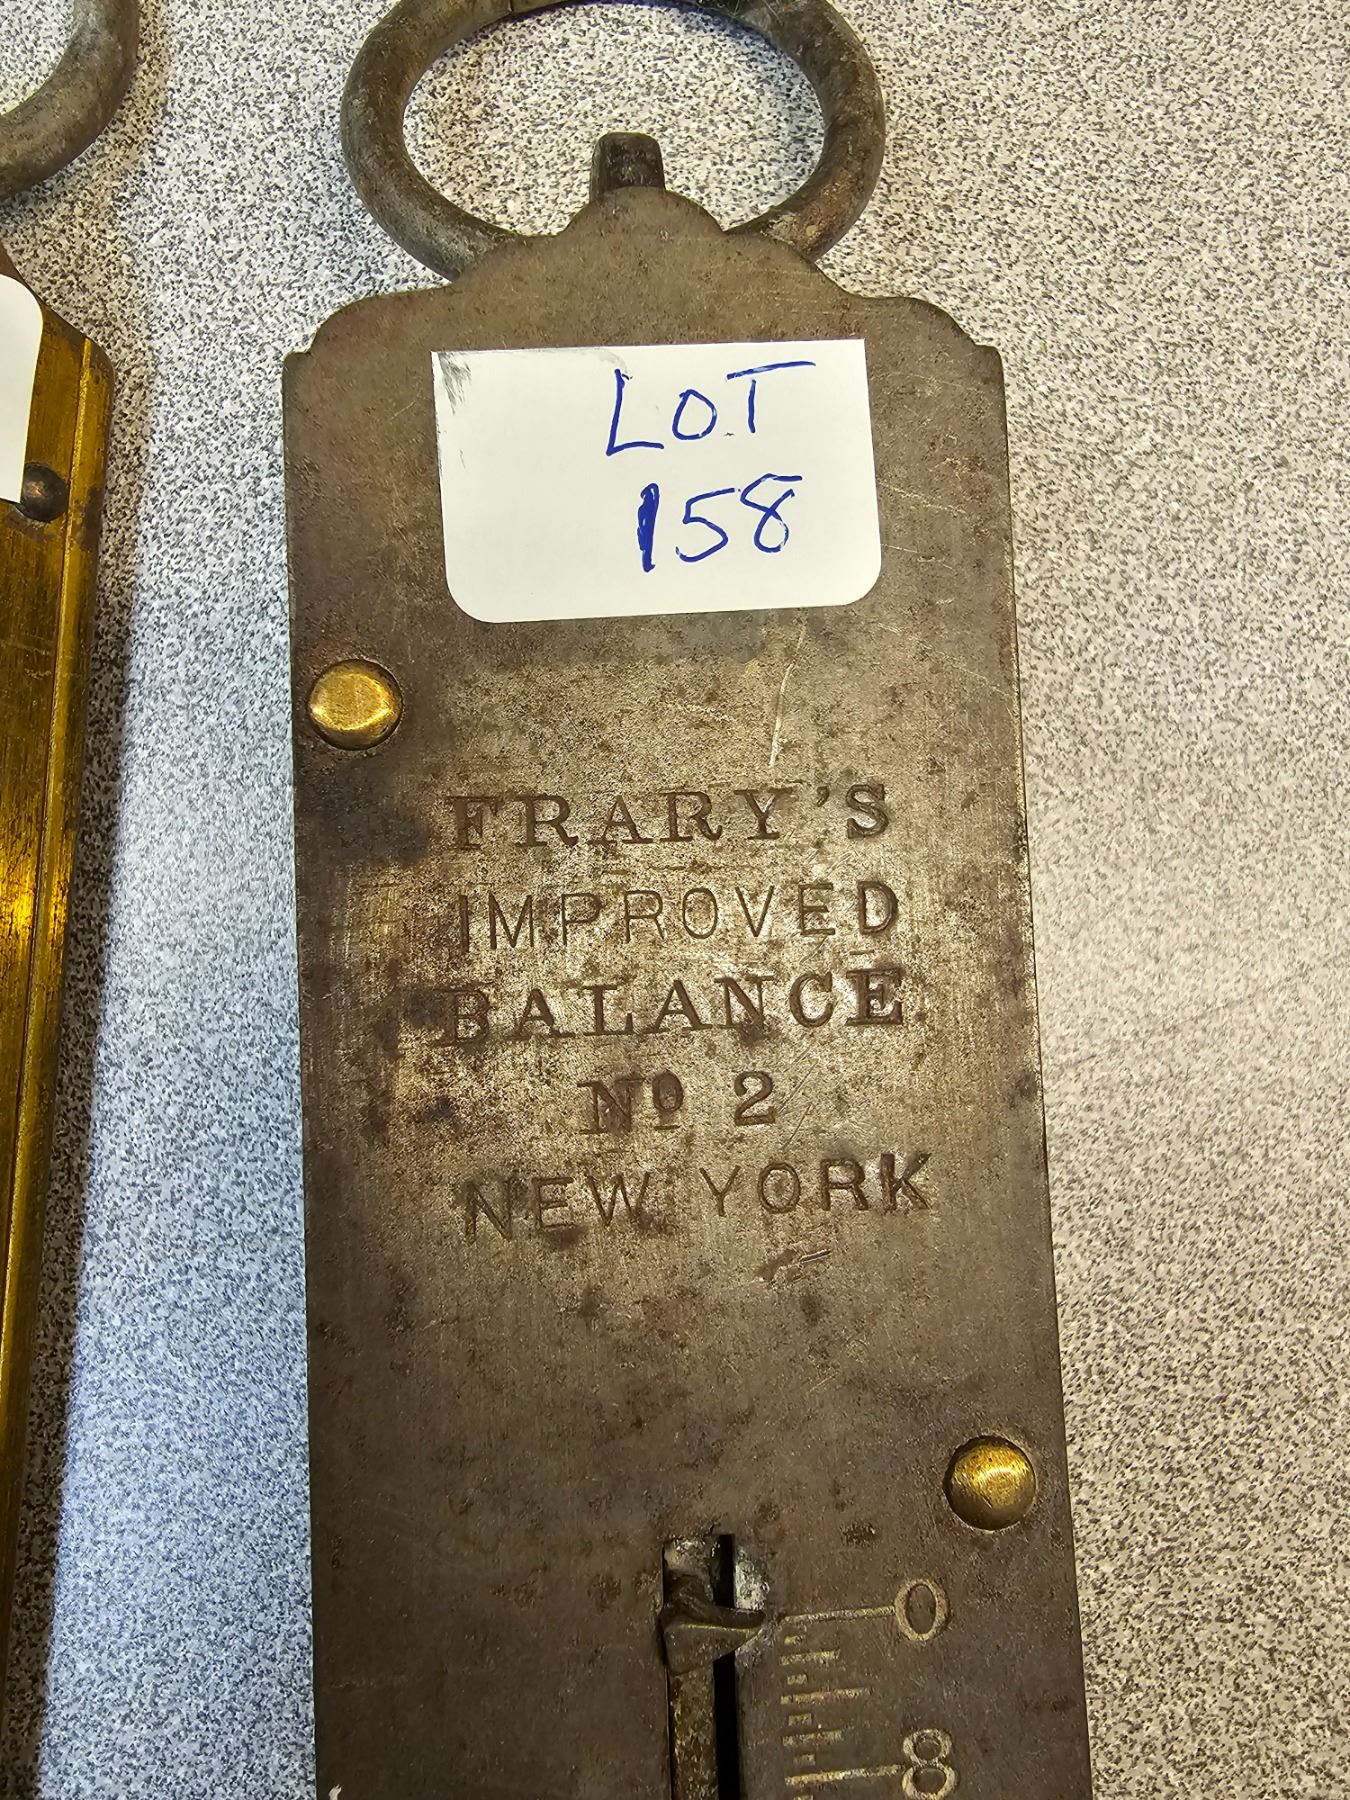 LOT
158
FRARY'S
IMPROVED
BALANCE
No 2
NEW YORK
0
8